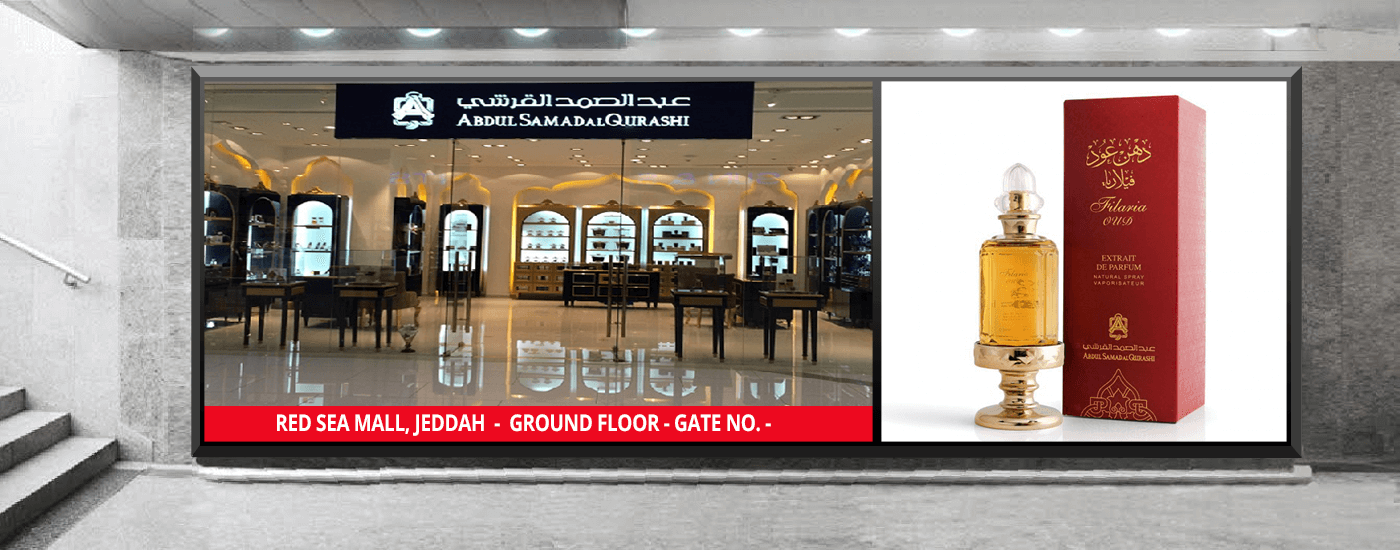 عبد الصمد القرشي
ABDUL SAMAD AL QURASHI
RED SEA MALL, JEDDAH - GROUND FLOOR - GATE NO. -
دهن عود
فيلاريا
Filaria
OUD
EXTRAIT
DE PARFUM
NATURAL SPRAY
VAPORISATEUR
عبد الصمد القرشي
ABDUL SAMAD AL QURASHI
Filaria